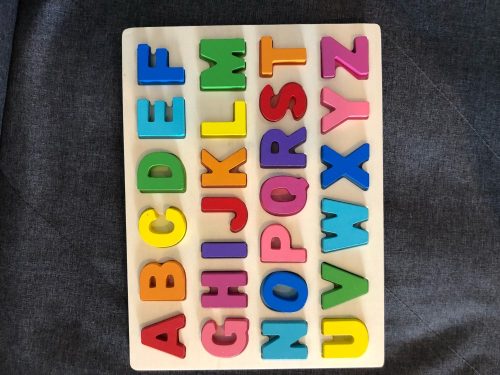 ABCDEF
GHIJKLM
NOPQRST
UVWXYZ